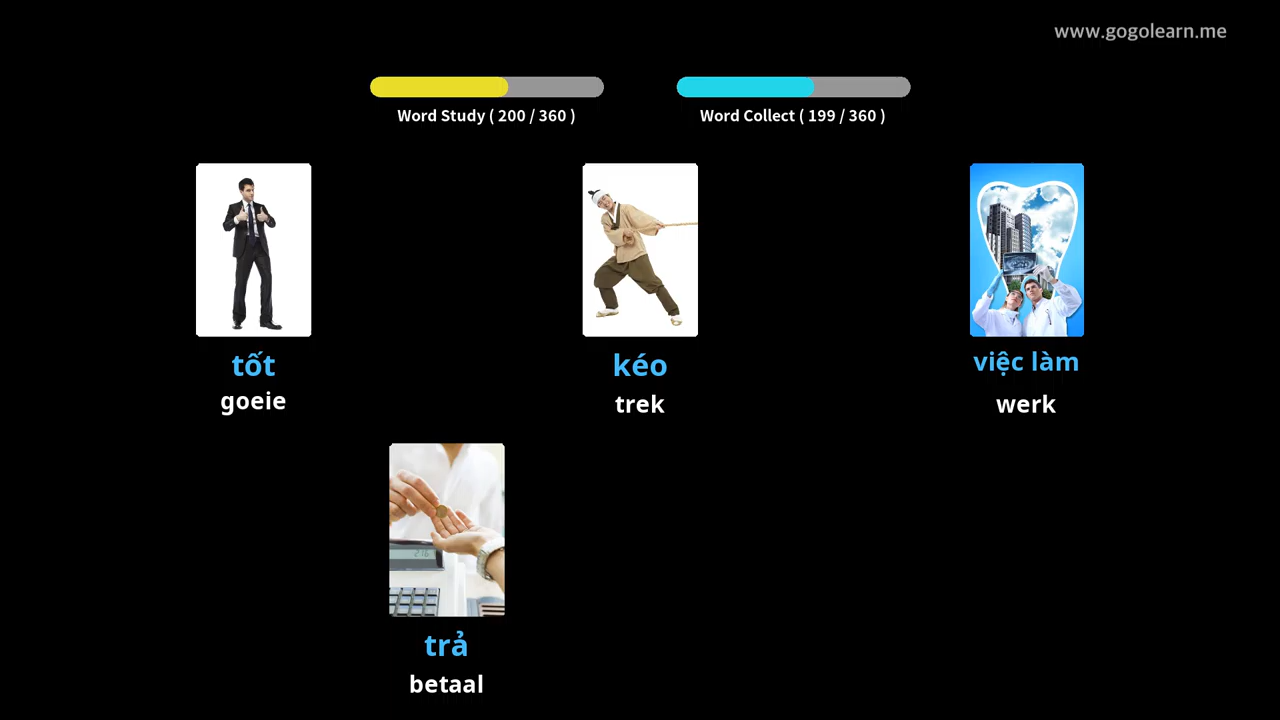 www.gogolearn.me
Word Study ( 200 / 360 )
Word Collect ( 199 / 360 )
tốt
goeie
kéo
trek
việc làm
werk
trả
betaal